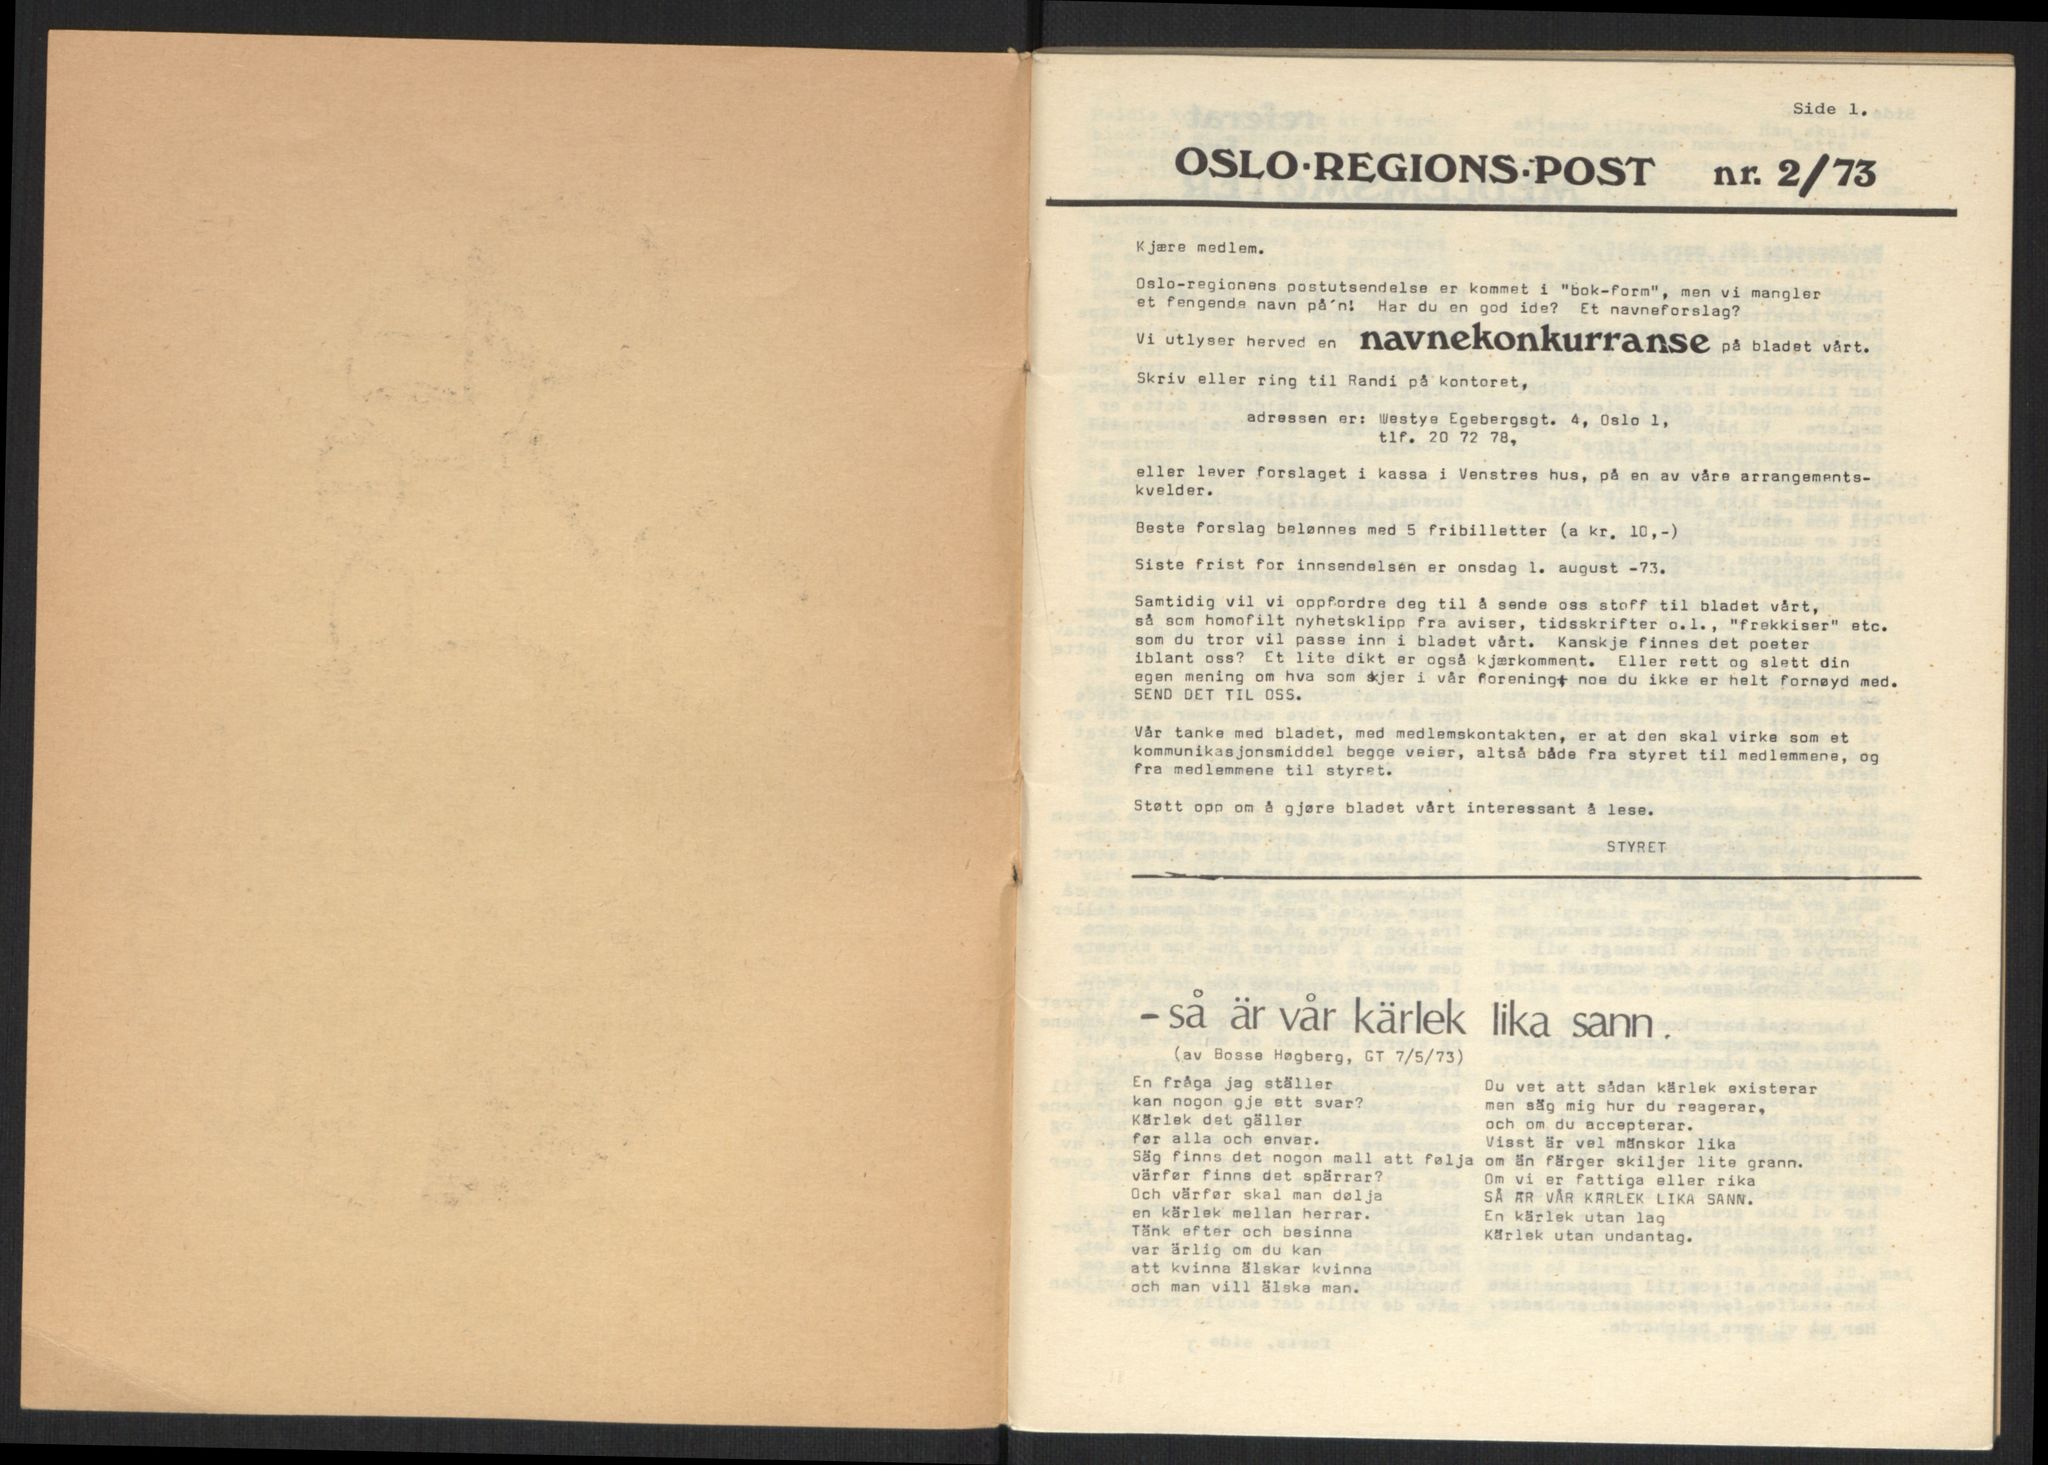 Side 1.
OSLO·REGIONS·POST nr. 2/73
Kjære medlem.
Oslo-regionens postutsendelse er kommet i "bok-form", men vi mangler
et fengende navn på'n! Har du en god ide? Et navneforslag?
Vi utlyser herved en navnekonkurranse på bladet vårt.
Skriv eller ring til Randi på kontoret,
adressen er: Westye Egebergsgt. 4, Oslo 1,
tlf. 20 72 78,
eller lever forslaget i kassa i Venstres hus, på en av våre arrangements-
kvelder.
Beste forslag belønnes med 5 fribilletter (a kr. 10,-)
Siste frist for innsendelsen er onsdag 1. august -73.
Samtidig vil vi oppfordre deg til å sende oss stoff til bladet vårt,
så som homofilt nyhetsklipp fra aviser, tidsskrifter o.l., "frekkiser" etc.
som du tror vil passe inn i bladet vårt. Kanskje finnes det poeter
iblant oss? Et lite dikt er også kjærkomment. Eller rett og slett din
egen mening om hva som skjer i vår forening+ noe du ikke er helt fornøyd med.
SEND DET TIL OSS.
Vår tanke med bladet, med medlemskontakten, er at den skal virke som et
kommunikasjonsmiddel begge veier, altså både fra styret til medlemmene, og
fra medlemmene til styret.
Støtt opp om å gjøre bladet vårt interessant å lese.
STYRET
- så är vår kärlek lika sann.
(av Bosse Høgberg, GT 7/5/73)
En fråga jag ställer
kan nogon gje ett svar?
Kärlek det gäller
før alla och envar.
Säg finns det nogon mall att følja
värfør finns det spärrar?
Och värfør skal man dølja
en kärlek mellan herrar.
Tänk efter och besinna
var ärlig om du kan
att kvinna älskar kvinna
och man vill älska man.
Du vet att sådan kärlek existerar
men säg mig hur du reagerar,
och om du accepterar.
Visst är vel mänskor lika
om än färger skiljer lite grann.
Om vi er fattiga eller rika
SÅ ÄR VÅR KÄRLEK LIKA SANN.
En kärlek utan lag
Kärlek utan undantag.